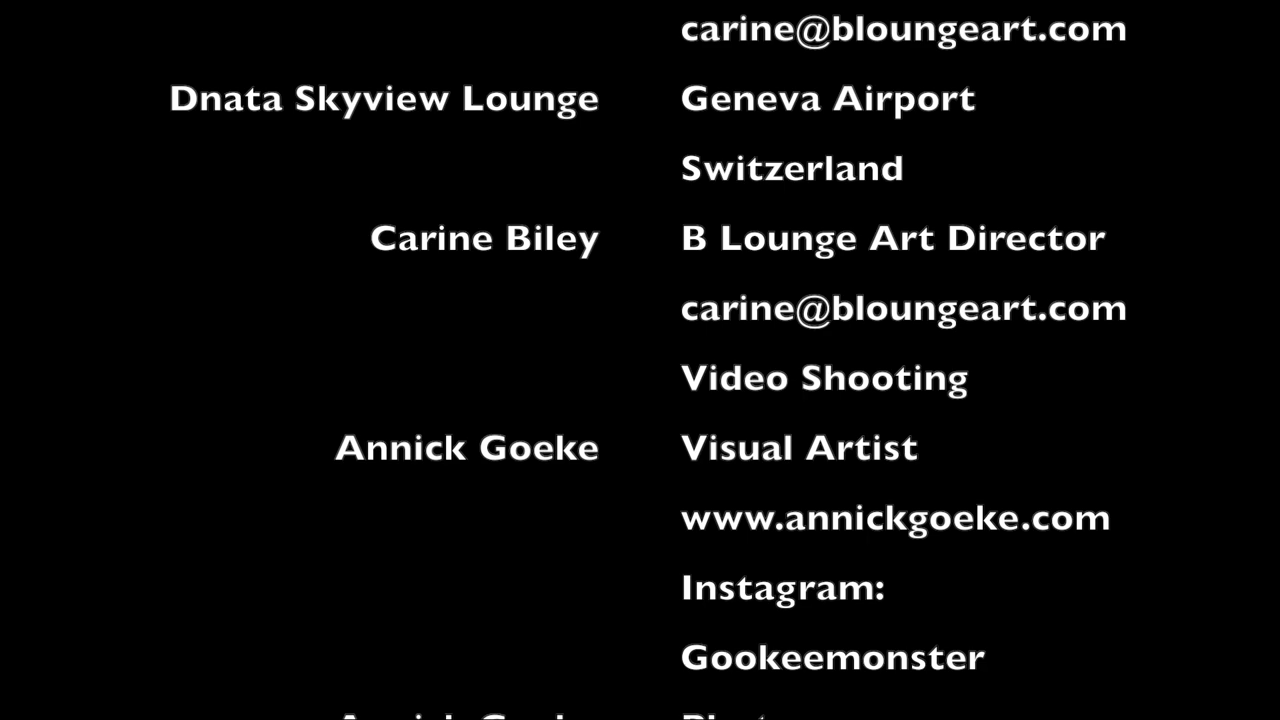 carine@bloungeart.com
Dnata Skyview Lounge Geneva Airport
Switzerland
Carine Biley B Lounge Art Director
carine@bloungeart.com
Video Shooting
Annick Goeke Visual Artist
www.annickgoeke.com
Instagram:
Gookeemonster